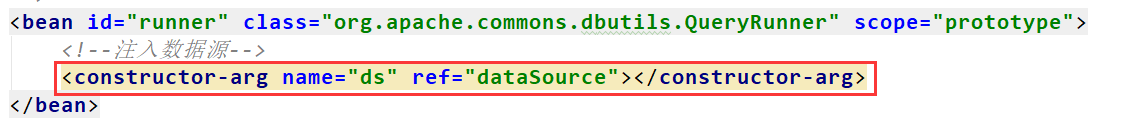 <bean id="runner" class="org.apache.commons.dbutils.QueryRunner" scope="prototype">
<!--注入数据源-->
<constructor-arg name="ds" ref="dataSource"></constructor-arg>
</bean>